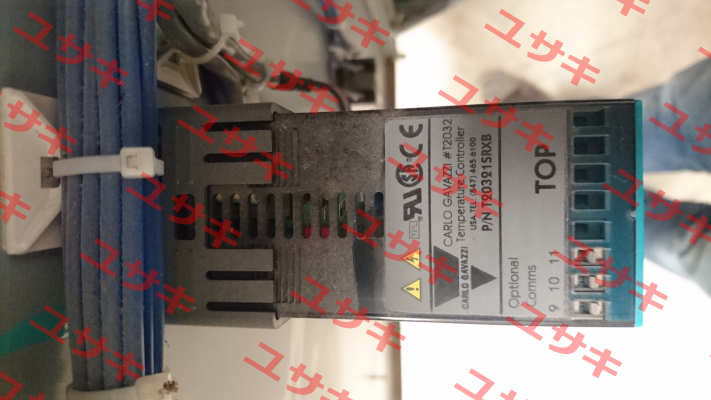 CARLO GAVAZZI #T2032
Temperature Controller
USA TEL (847) 465 6100
P/N T20321SRXB
CARLO GAVAZZI
TOP
Optional
Comms
9 10 11
ユサキ